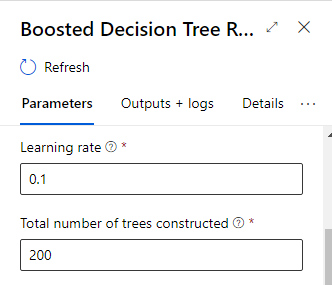 Boosted Decision Tree R...
Refresh
Parameters Outputs + logs Details ...
Learning rate ? *
0.1
Total number of trees constructed ? *
200